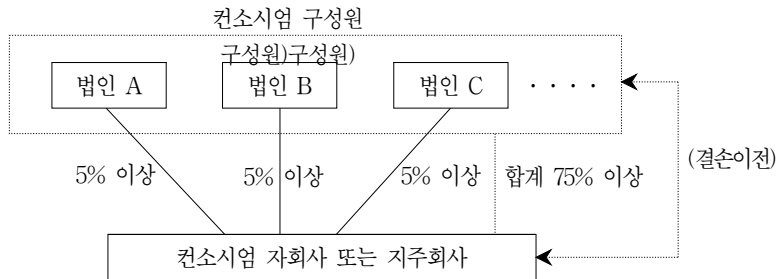 컨소시엄 구성원
구성원)구성원)
법인 A
법인 B
법인 C
· · · ·
5% 이상
5% 이상
5% 이상
합계 75% 이상
(결손이전)
컨소시엄 자회사 또는 지주회사